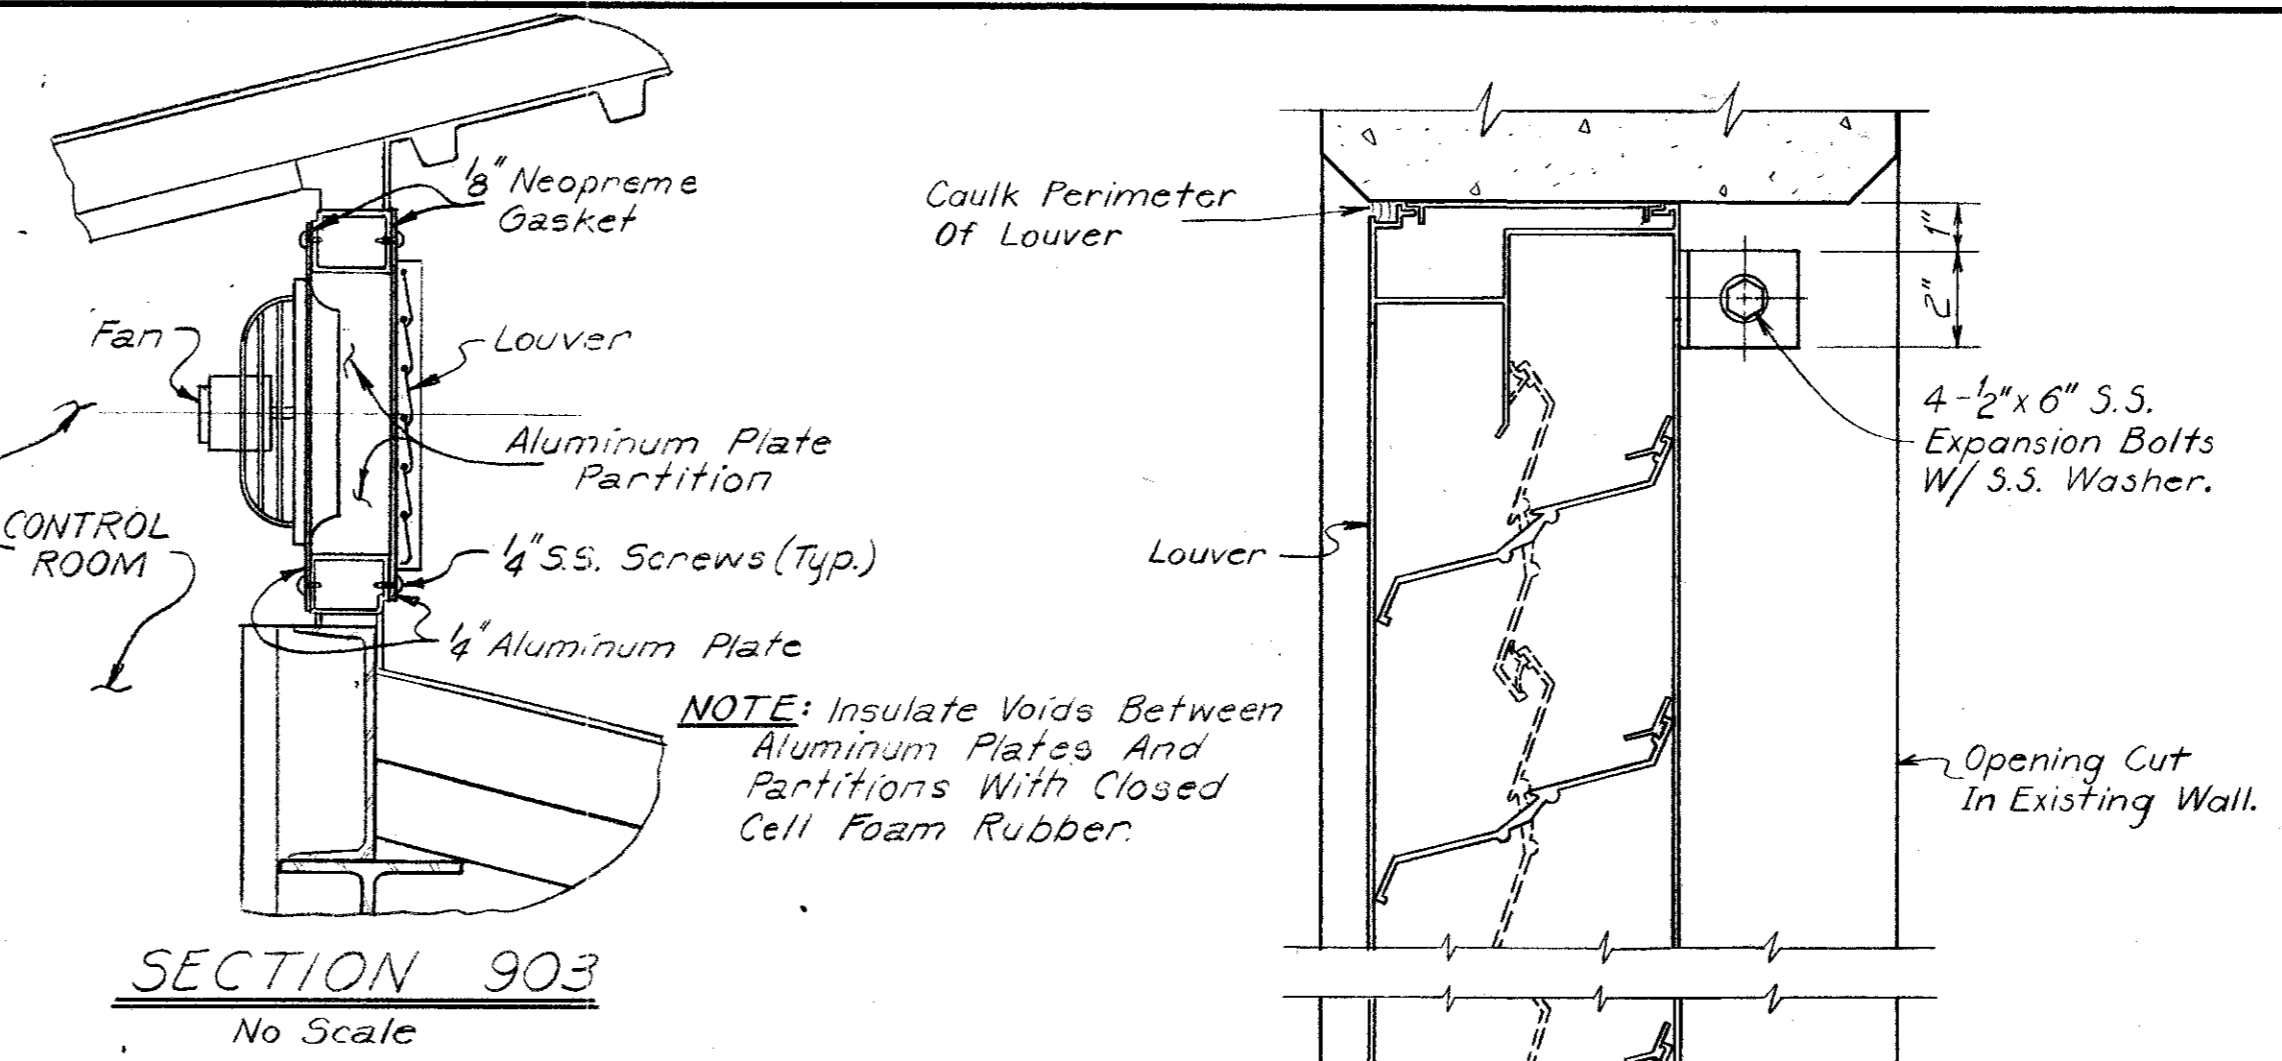 1/8" Neopreme
Gasket
Fan
Louver
Aluminum Plate
Partition
CONTROL
ROOM
1/4" S.S. Screws (Typ.)
1/4" Aluminum Plate
NOTE: Insulate Voids Between
Aluminum Plates And
Partitions With Closed
Cell Foam Rubber.
SECTION 903
No Scale
Caulk Perimeter
Of Louver
1"
2"
4-1/2" x 6" S.S.
Expansion Bolts
W/ S.S. Washer.
Louver
Opening Cut
In Existing Wall.